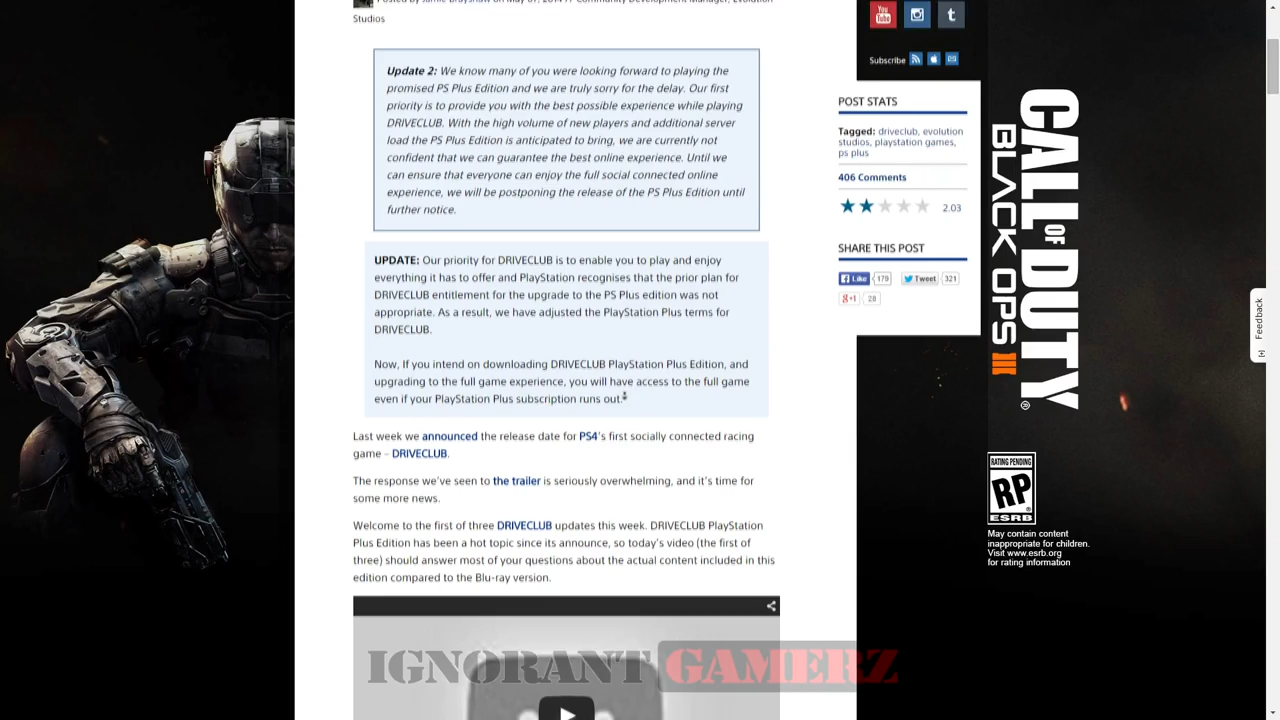 Posted by Jamie Brayshaw on May 07, 2014 // Community Development Manager, Evolution
Studios
Update 2: We know many of you were looking forward to playing the
promised PS Plus Edition and we are truly sorry for the delay. Our first
priority is to provide you with the best possible experience while playing
DRIVECLUB. With the high volume of new players and additional server
load the PS Plus Edition is anticipated to bring, we are currently not
confident that we can guarantee the best online experience. Until we
can ensure that everyone can enjoy the full social connected online
experience, we will be postponing the release of the PS Plus Edition until
further notice.
UPDATE: Our priority for DRIVECLUB is to enable you to play and enjoy
everything it has to offer and PlayStation recognises that the prior plan for
DRIVECLUB entitlement for the upgrade to the PS Plus edition was not
appropriate. As a result, we have adjusted the PlayStation Plus terms for
DRIVECLUB.
Now, If you intend on downloading DRIVECLUB PlayStation Plus Edition, and
upgrading to the full game experience, you will have access to the full game
even if your PlayStation Plus subscription runs out.
Last week we announced the release date for PS4's first socially connected racing
game – DRIVECLUB.
The response we've seen to the trailer is seriously overwhelming, and it's time for
some more news.
Welcome to the first of three DRIVECLUB updates this week. DRIVECLUB PlayStation
Plus Edition has been a hot topic since its announce, so today's video (the first of
three) should answer most of your questions about the actual content included in this
edition compared to the Blu-ray version.
IGNORANT GAMERZ
You
Tube
t
Subscribe
POST STATS
Tagged: driveclub, evolution
studios, playstation games,
ps plus
406 Comments
2.03
SHARE THIS POST
Like 179 Tweet 321
g+1 28
CALL OF DUTY®
BLACK OPS III
RATING PENDING
RP
ESRB
May contain content
inappropriate for children.
Visit www.esrb.org
for rating information
[+] Feedback